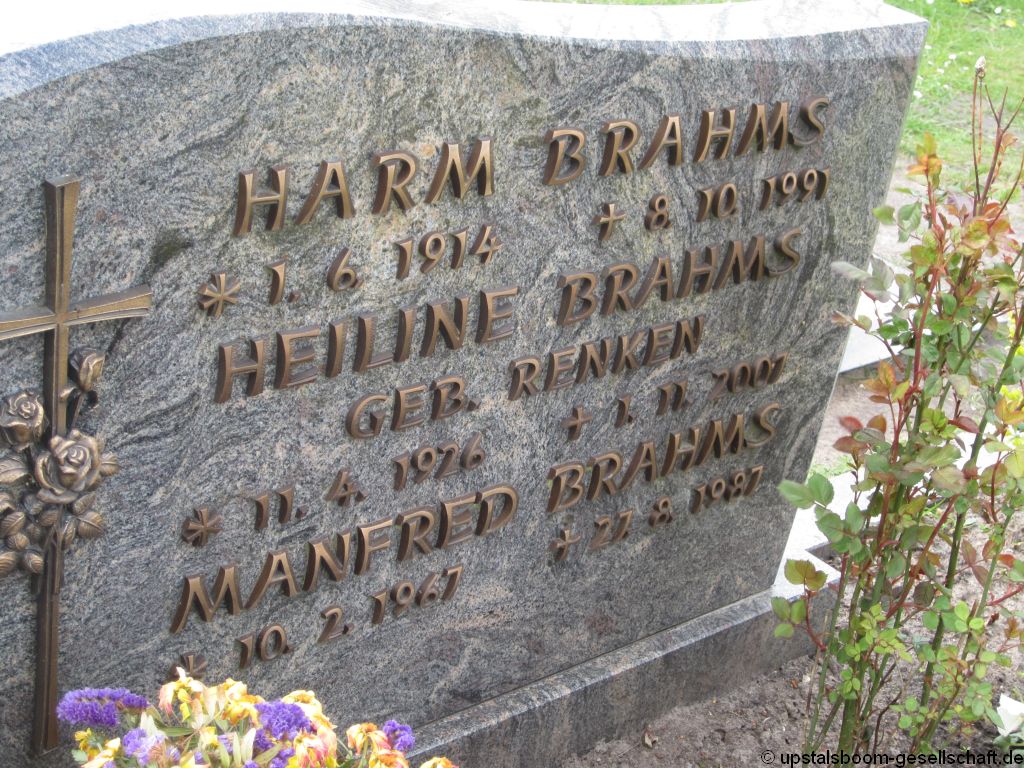 HARM BRAHMS
* 1. 6. 1914 + 8. 10. 1991
HEILINE BRAHMS
GEB. RENKEN
* 11. 4. 1926 + 1. 11. 2007
MANFRED BRAHMS
* 10. 2. 1967 + 27. 8. 1987
© upstalsboom-gesellschaft.de